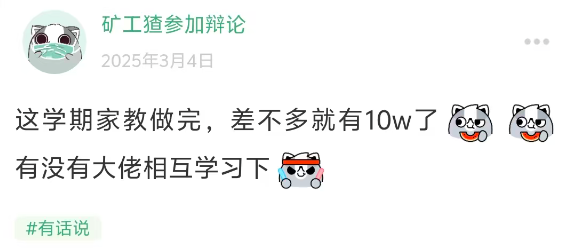 矿工猹参加辩论
2025年3月4日
这学期家教做完，差不多就有10w了
有没有大佬相互学习下
#有话说